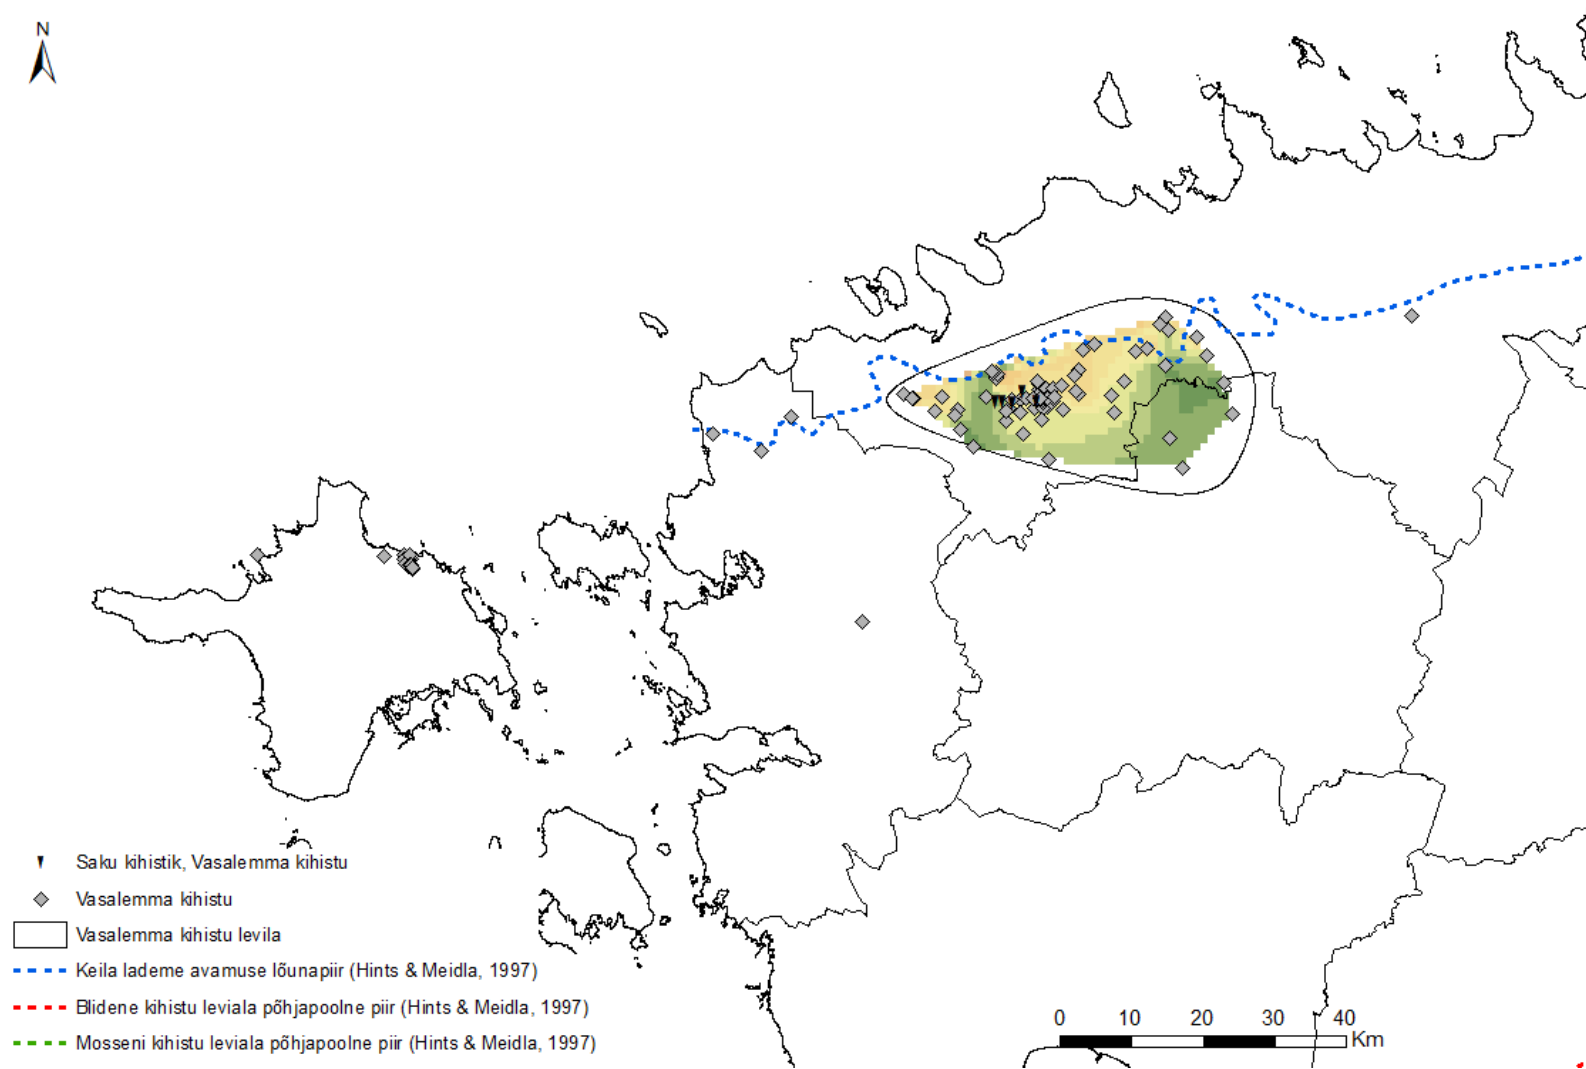 N
Saku kihistik, Vasalemma kihistu
Vasalemma kihistu
Vasalemma kihistu levila
Keila lademe avamuse lõunapiir (Hints & Meidla, 1997)
Blidene kihistu leviala põhjapoolne piir (Hints & Meidla, 1997)
Mosseni kihistu leviala põhjapoolne piir (Hints & Meidla, 1997)
0 10 20 30 40
Km